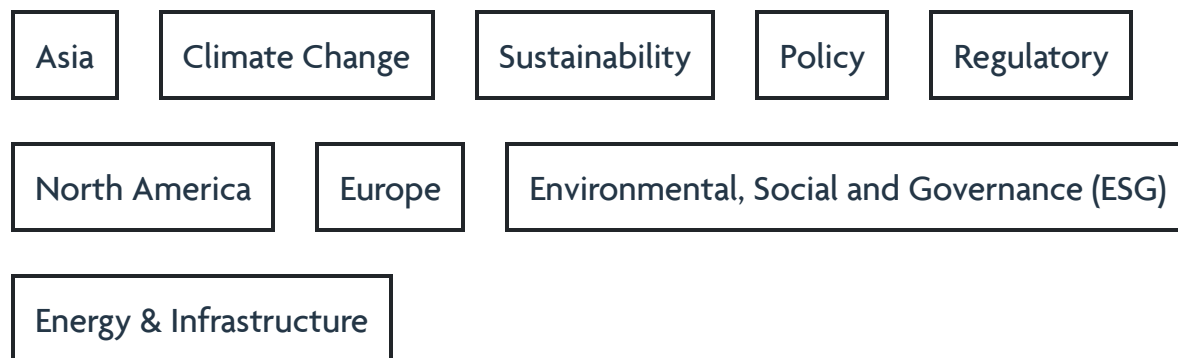 Asia Climate Change Sustainability Policy Regulatory
North America Europe Environmental, Social and Governance (ESG)
Energy & Infrastructure